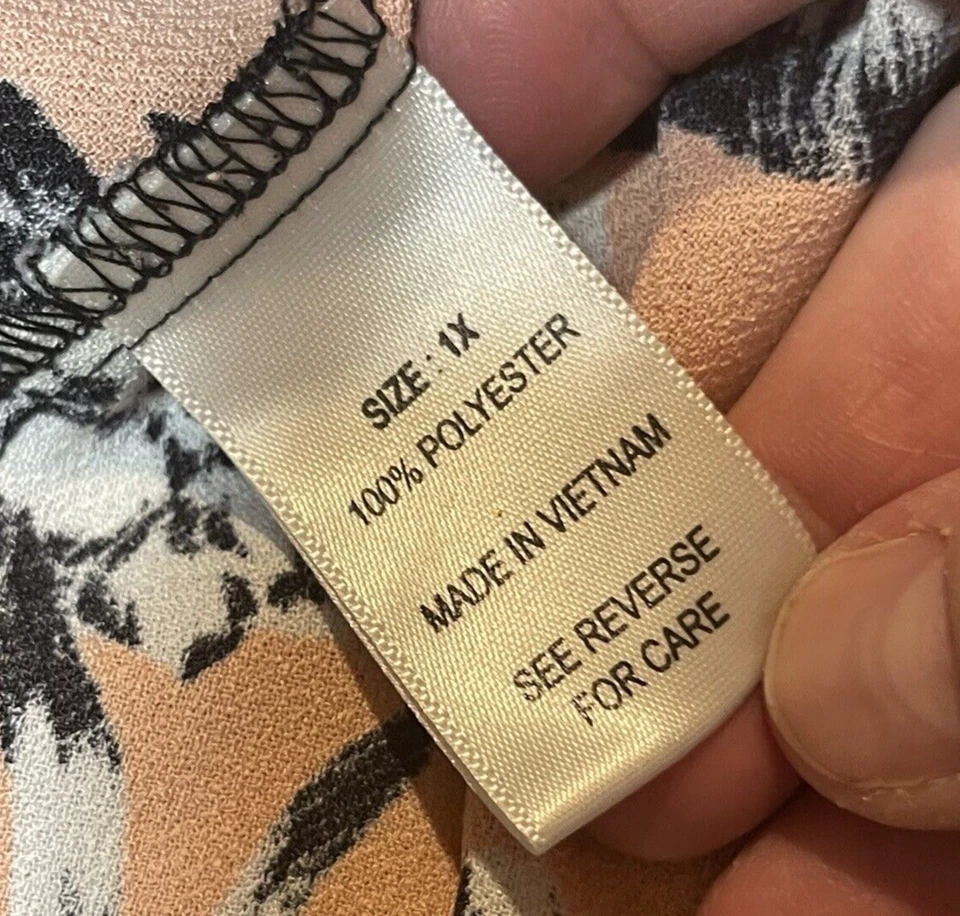 SIZE : 1X
100% POLYESTER
MADE IN VIETNAM
SEE REVERSE
FOR CARE